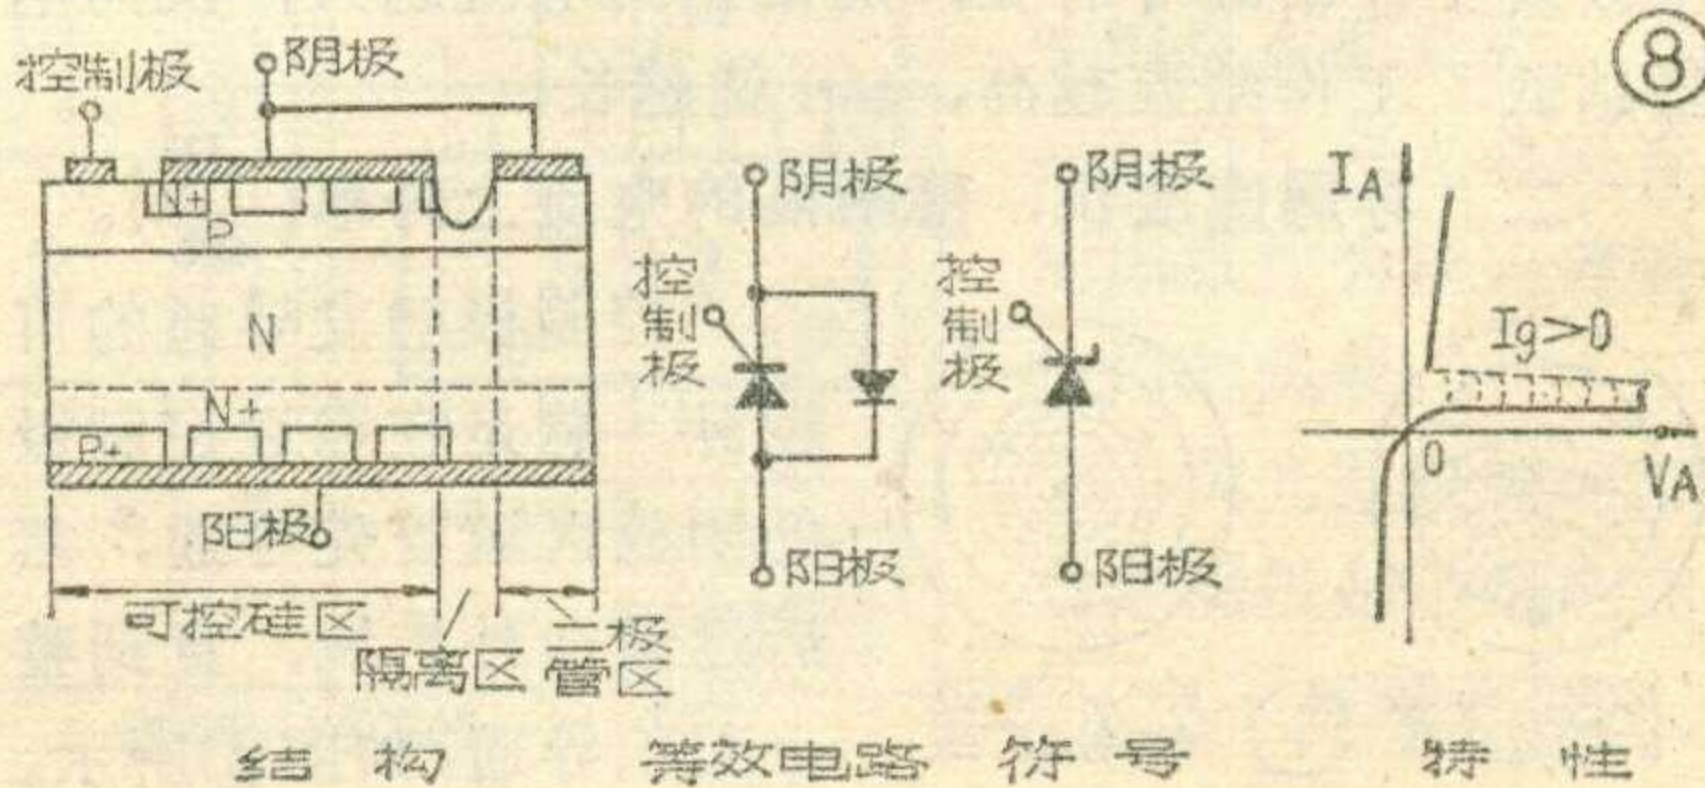 ⑧
控制极
阴极
N+
P
N
N+
P+
阳极
可控硅区
隔离区
二极
管区
结构
阴极
控
制
极
阳极
等效电路
阴极
控
制
极
阳极
符号
IA
Ig>0
0
VA
特性